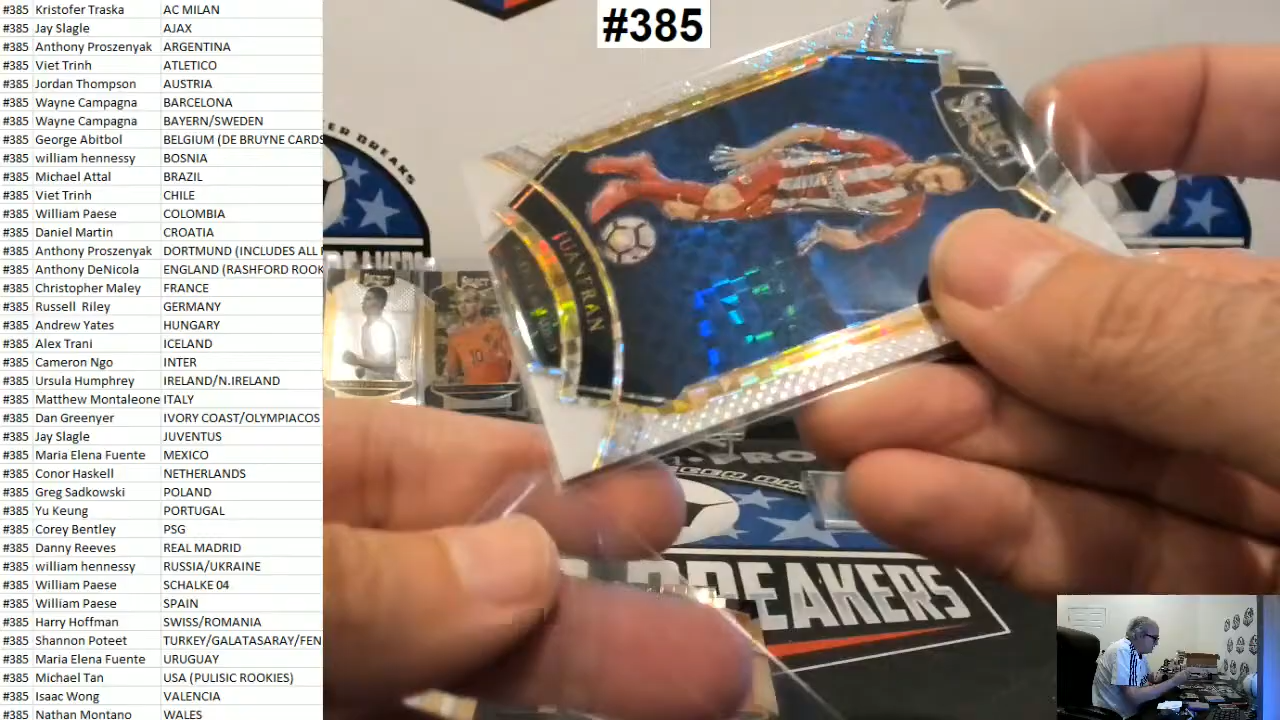 #385 Kristofer Traska AC MILAN
#385 Jay Slagle AJAX
#385 Anthony Proszenyak ARGENTINA
#385 Viet Trinh ATLETICO
#385 Jordan Thompson AUSTRIA
#385 Wayne Campagna BARCELONA
#385 Wayne Campagna BAYERN/SWEDEN
#385 George Abitbol BELGIUM (DE BRUYNE CARDS
#385 william hennessy BOSNIA
#385 Michael Attal BRAZIL
#385 Viet Trinh CHILE
#385 William Paese COLOMBIA
#385 Daniel Martin CROATIA
#385 Anthony Proszenyak DORTMUND (INCLUDES ALL
#385 Anthony DeNicola ENGLAND (RASHFORD ROOK
#385 Christopher Maley FRANCE
#385 Russell Riley GERMANY
#385 Andrew Yates HUNGARY
#385 Alex Trani ICELAND
#385 Cameron Ngo INTER
#385 Ursula Humphrey IRELAND/N.IRELAND
#385 Matthew Montaleone ITALY
#385 Dan Greenyer IVORY COAST/OLYMPIACOS
#385 Jay Slagle JUVENTUS
#385 Maria Elena Fuente MEXICO
#385 Conor Haskell NETHERLANDS
#385 Greg Sadkowski POLAND
#385 Yu Keung PORTUGAL
#385 Corey Bentley PSG
#385 Danny Reeves REAL MADRID
#385 william hennessy RUSSIA/UKRAINE
#385 William Paese SCHALKE 04
#385 William Paese SPAIN
#385 Harry Hoffman SWISS/ROMANIA
#385 Shannon Poteet TURKEY/GALATASARAY/FEN
#385 Maria Elena Fuente URUGUAY
#385 Michael Tan USA (PULISIC ROOKIES)
#385 Isaac Wong VALENCIA
#385 Nathan Montano WALES
#385
SELECT
JUANFRAN
BREAKS
BREAKERS